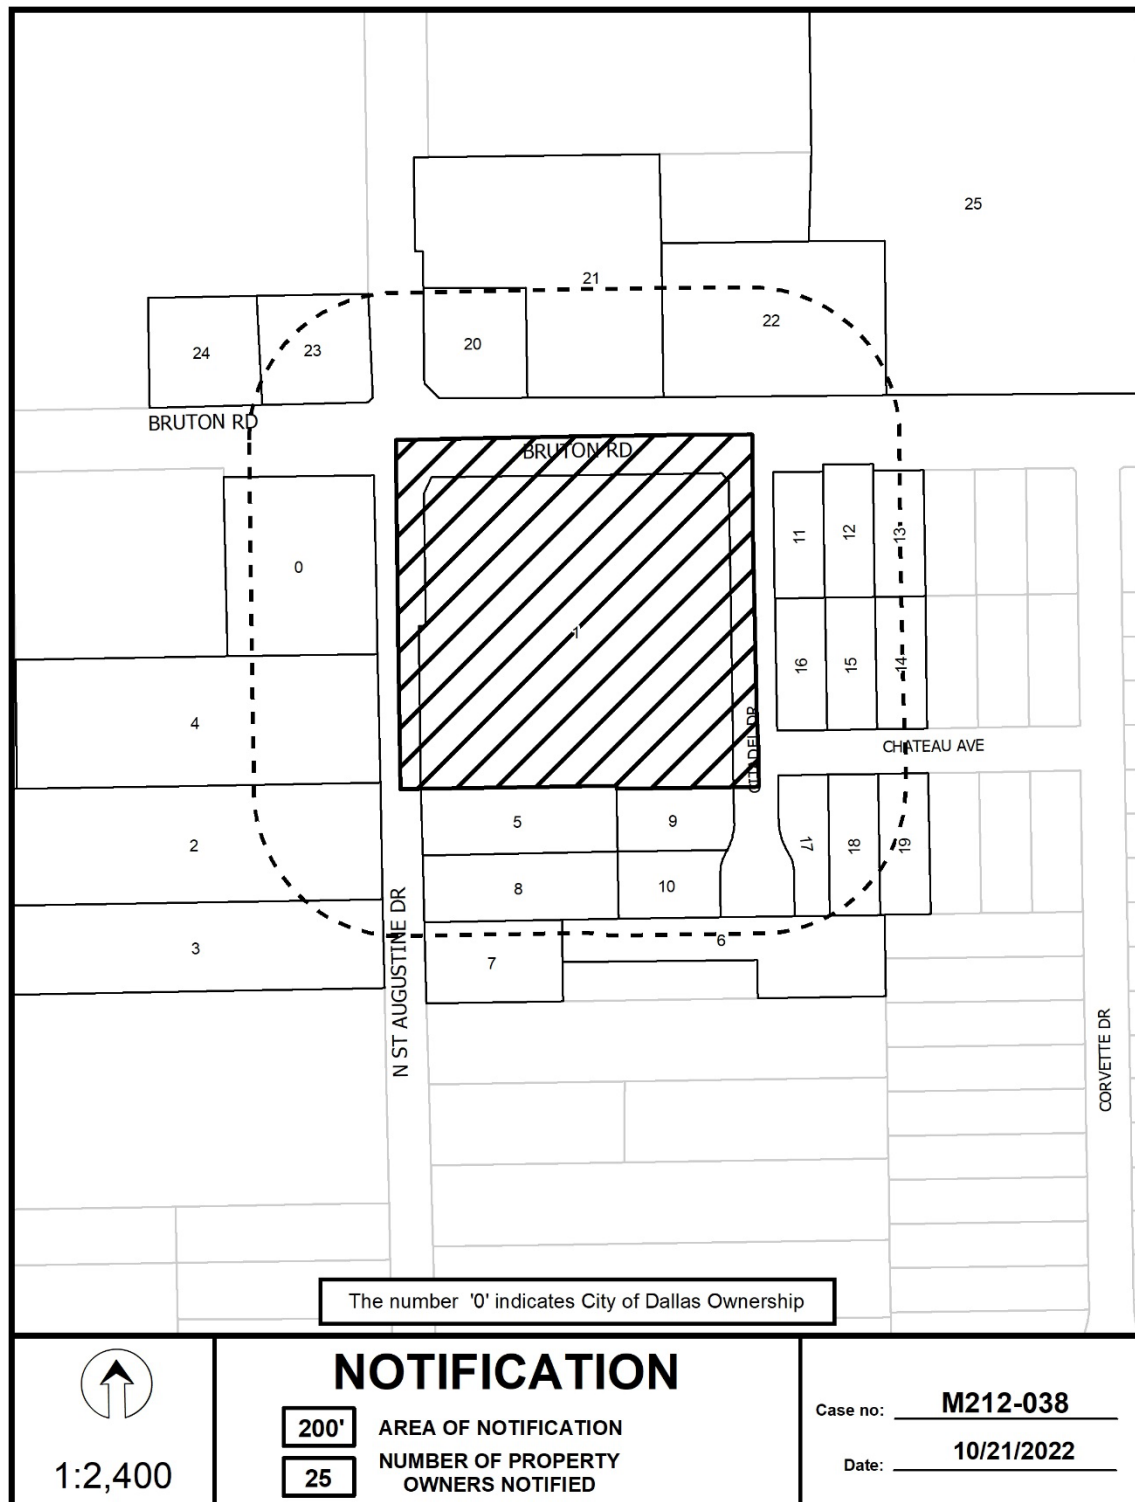 25
21
22
20
24
23
BRUTON RD
BRUTON RD
0
11
12
13
1
16
15
14
4
CITADEL DR
CHATEAU AVE
2
5
9
17
18
19
8
10
3
7
6
N ST AUGUSTINE DR
CORVETTE DR
The number '0' indicates City of Dallas Ownership
1:2,400
NOTIFICATION
200' AREA OF NOTIFICATION
25 NUMBER OF PROPERTY
OWNERS NOTIFIED
Case no: M212-038
Date: 10/21/2022